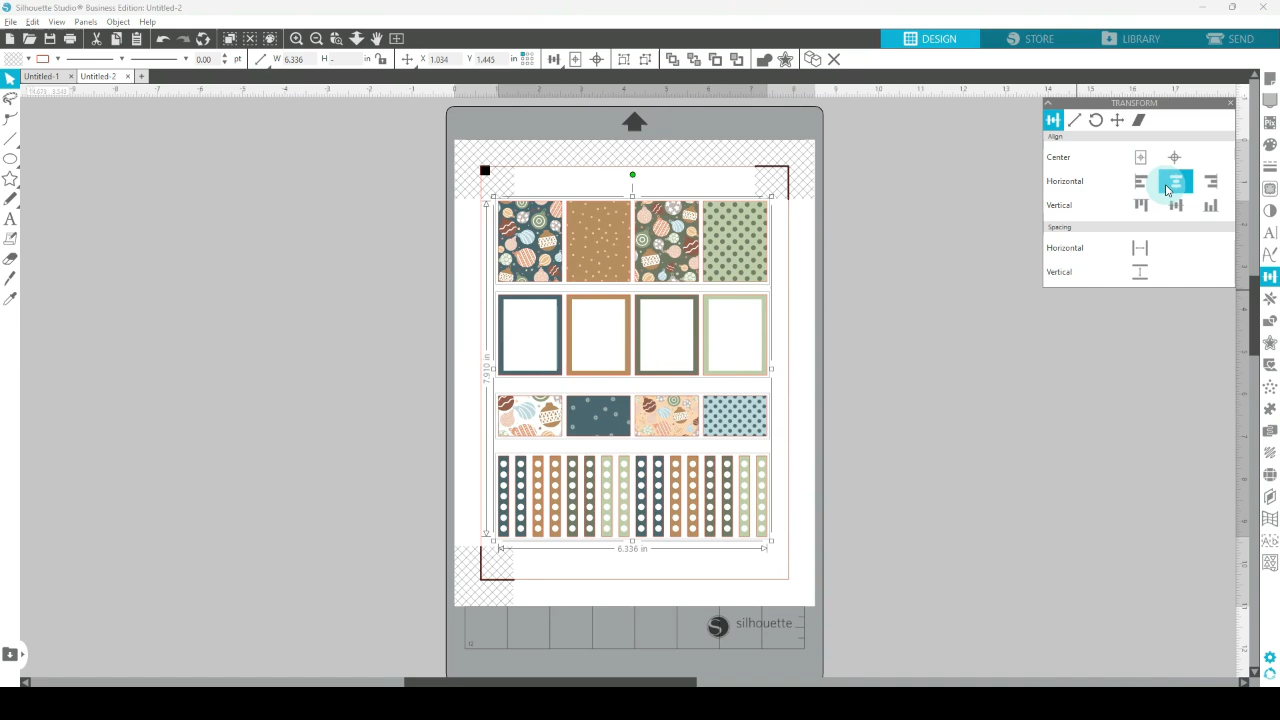 Silhouette Studio® Business Edition: Untitled-2
File Edit View Panels Object Help
DESIGN STORE LIBRARY SEND
0.00 pt W 6.336 H - in X 1.034 Y 1.445 in
Untitled-1 × Untitled-2 × +
TRANSFORM
Align
Center
Horizontal
Vertical
Spacing
Horizontal
Vertical
7.910 in
6.336 in
silhouette
12